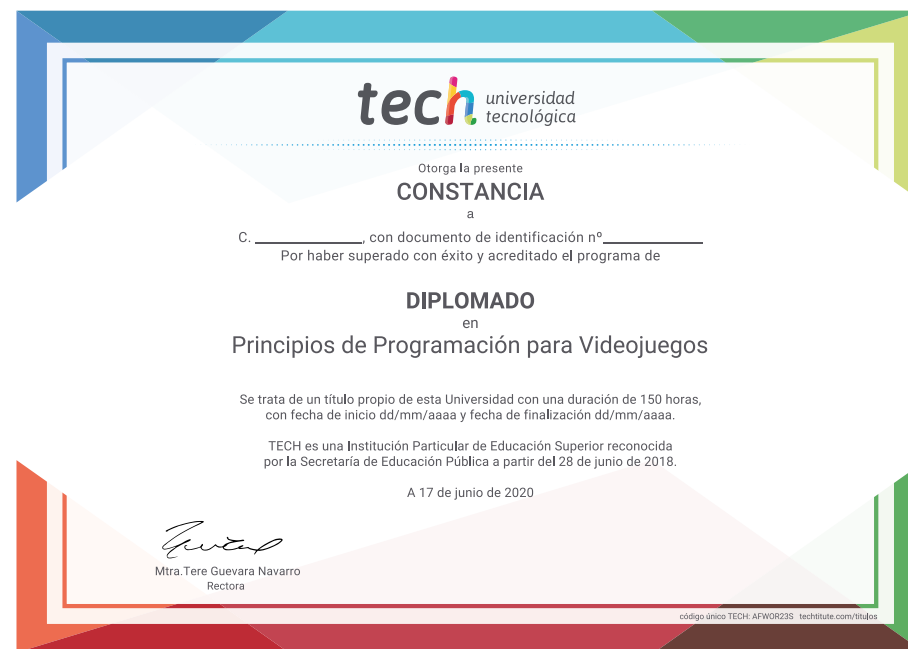 tech universidad
tecnológica
Otorga la presente
CONSTANCIA
a
C. ____________, con documento de identificación nº___________
Por haber superado con éxito y acreditado el programa de
DIPLOMADO
en
Principios de Programación para Videojuegos
Se trata de un título propio de esta Universidad con una duración de 150 horas,
con fecha de inicio dd/mm/aaaa y fecha de finalización dd/mm/aaaa.
TECH es una Institución Particular de Educación Superior reconocida
por la Secretaría de Educación Pública a partir del 28 de junio de 2018.
A 17 de junio de 2020
Mtra.Tere Guevara Navarro
Rectora
código único TECH: AFWOR23S techtitute.com/titulos